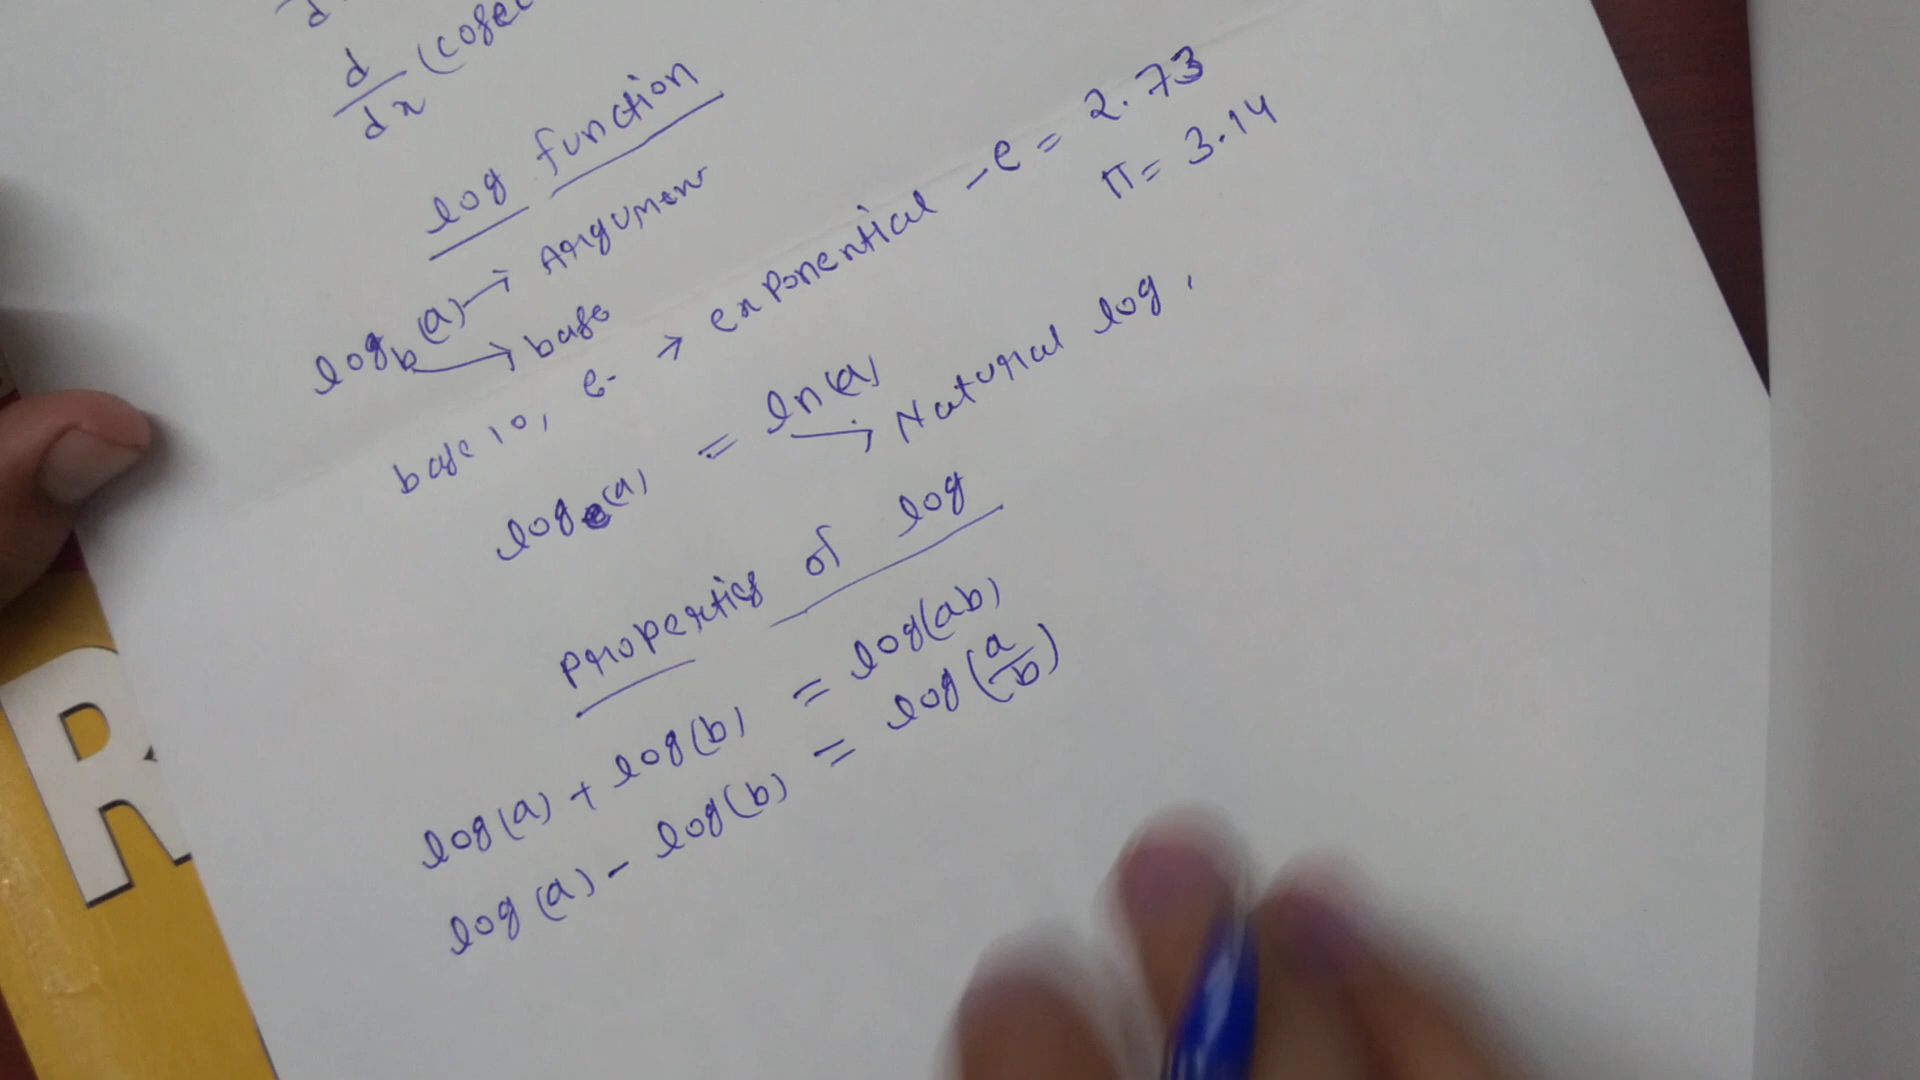 d
d/dx (cosec
log function
log_b (a) → Argument
→ base
base 10, e → exponential - e = 2.73
π = 3.14
log_e (a) = ln(a)
→ Natural log.
Properties of log
log(a) + log(b) = log(ab)
log(a) - log(b) = log(a/b)
R